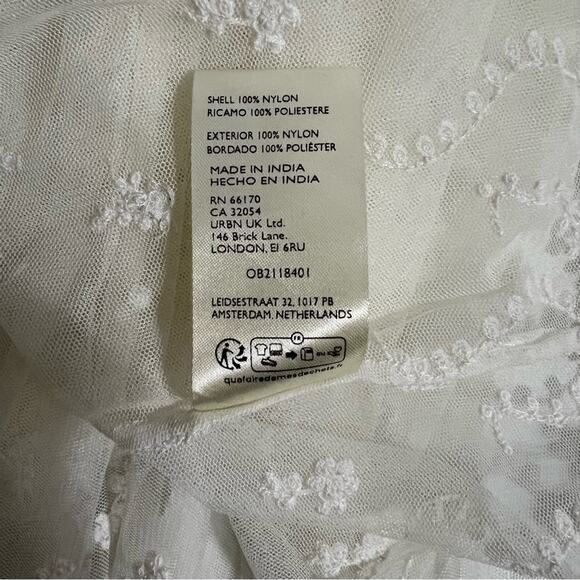 SHELL 100% NYLON
RICAMO 100% POLIESTERE
EXTERIOR 100% NYLON
BORDADO 100% POLIÉSTER
MADE IN INDIA
HECHO EN INDIA
RN 66170
CA 32054
URBN UK Ltd.
146 Brick Lane.
LONDON, E1 6RU
OB2118401
LEIDSESTRAAT 32, 1017 PB
AMSTERDAM, NETHERLANDS
FR
ou
quefairedemesdechets.fr